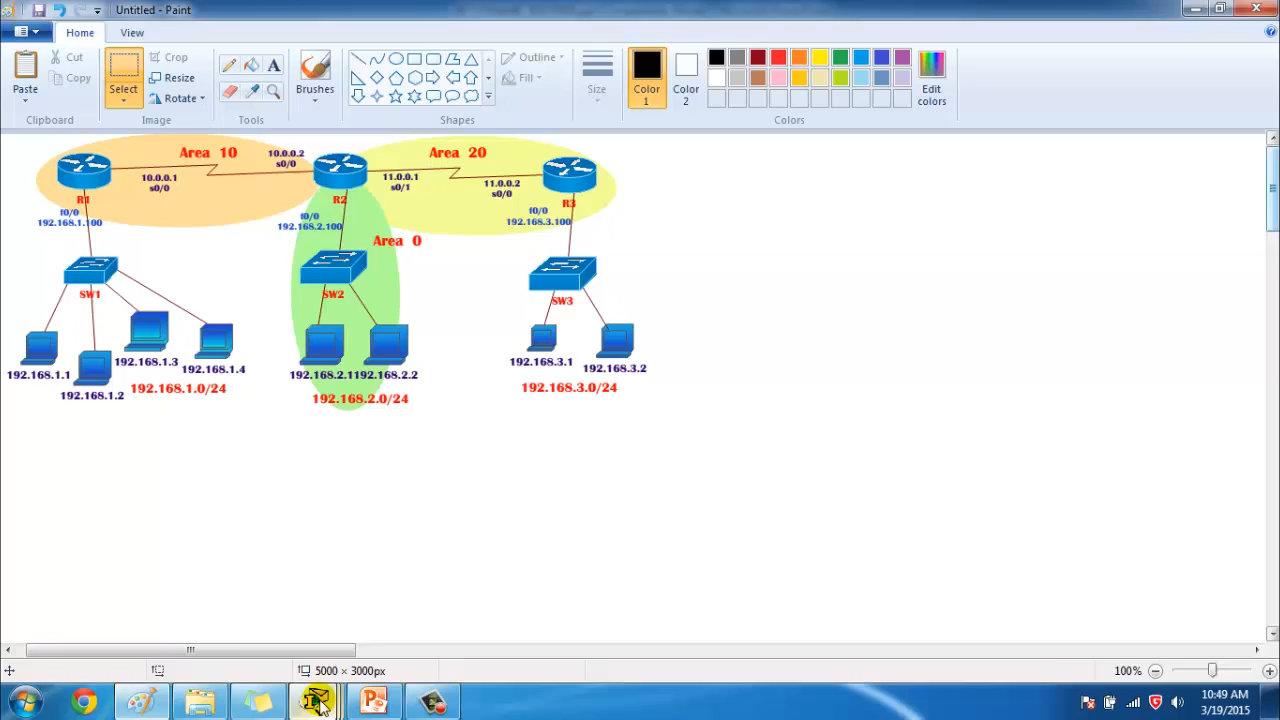 Untitled - Paint
Home View
Paste
Cut
Copy
Clipboard
Select
Crop
Resize
Rotate
Image
A
Tools
Brushes
Outline
Fill
Shapes
Size
Color
1
Color
2
Edit
colors
Colors
Area 10
10.0.0.2
s0/0
Area 20
10.0.0.1
s0/0
11.0.0.1
s0/1
11.0.0.2
s0/0
R1
R2
R3
f0/0
192.168.1.100
f0/0
192.168.2.100
f0/0
192.168.3.100
Area 0
SW1
SW2
SW3
192.168.1.1
192.168.1.2
192.168.1.3
192.168.1.4
192.168.1.0/24
192.168.2.1
192.168.2.2
192.168.2.0/24
192.168.3.1
192.168.3.2
192.168.3.0/24
5000 × 3000px
100%
10:49 AM
3/19/2015